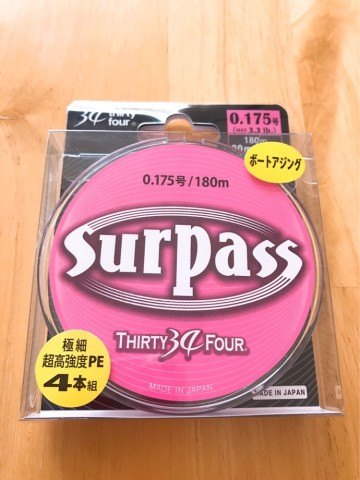 34 thirty four
0.175号
(MAX 3.3 lb.)
180m
ボートアジング
0.175号/180m
Surpass
THIRTY 34 FOUR
極細
超高強度PE
4本組
MADE IN JAPAN
MADE IN JAPAN